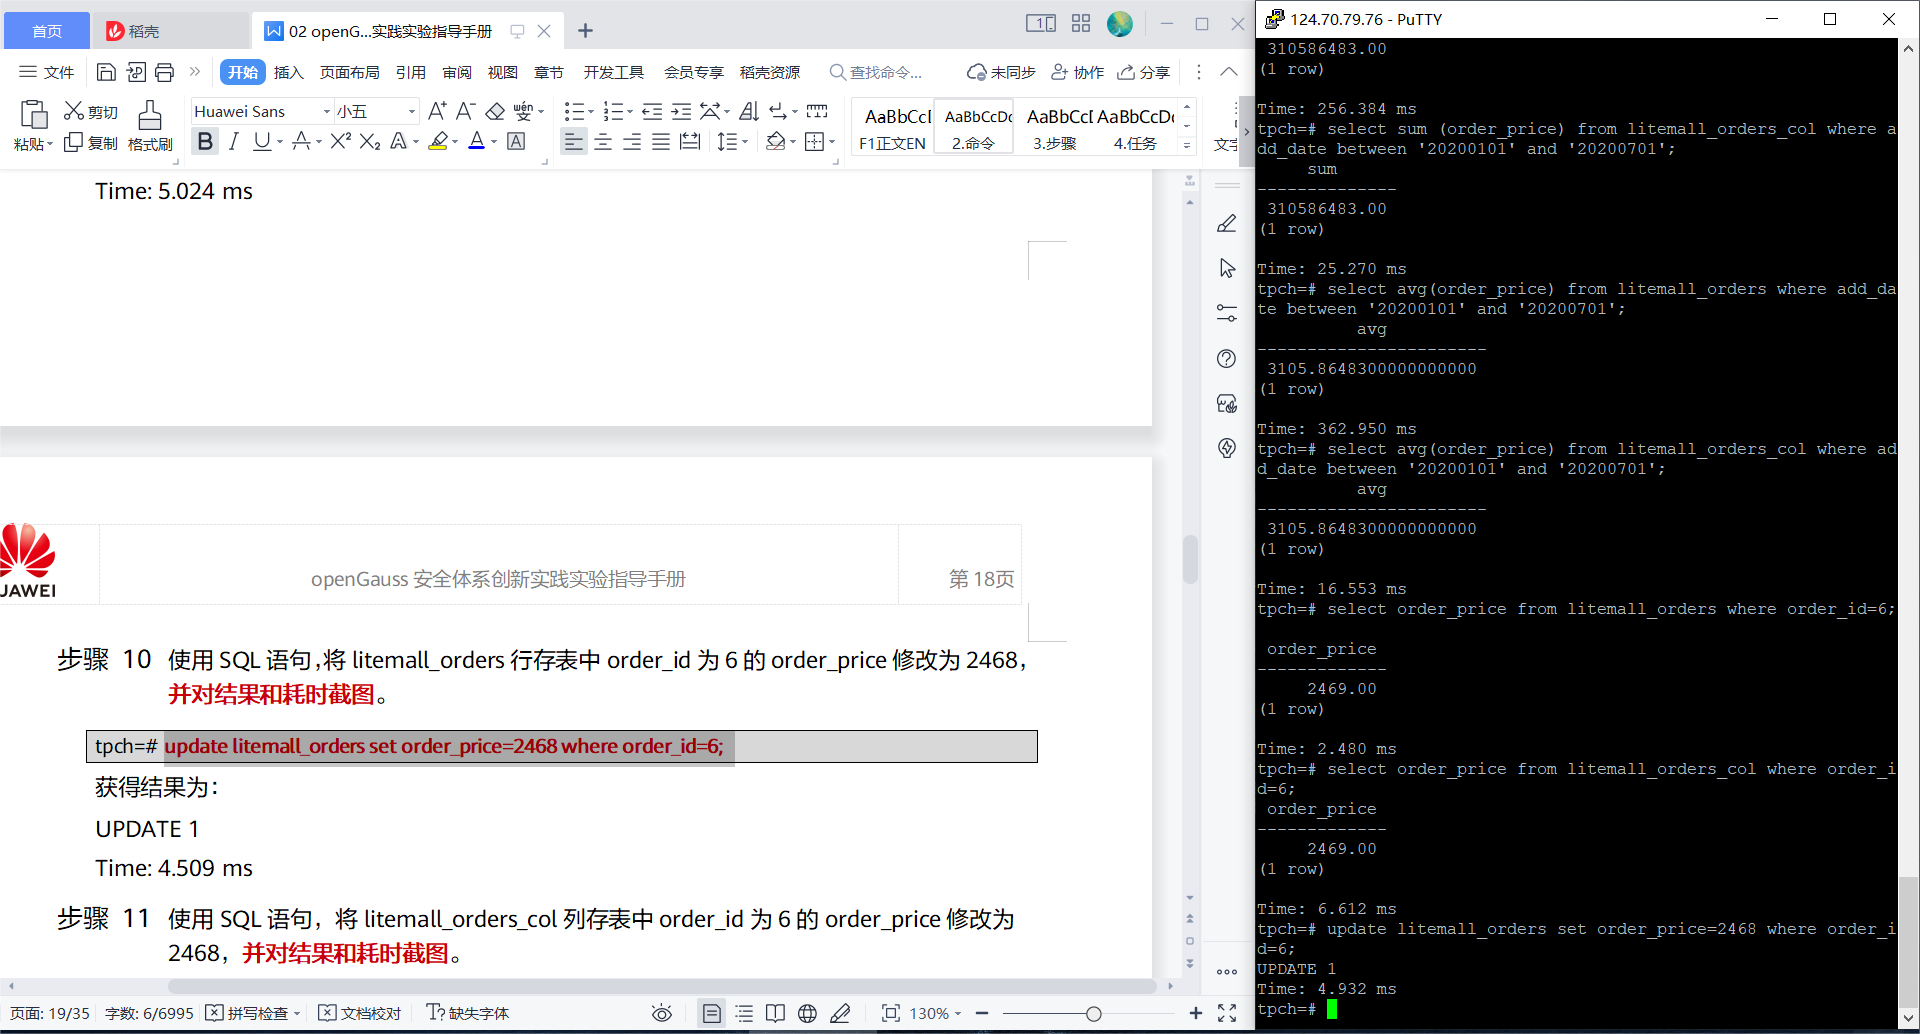 首页
稻壳
02 openG...实践实验指导手册
文件
开始
插入
页面布局
引用
审阅
视图
章节
开发工具
会员专享
稻壳资源
查找命令...
未同步
协作
分享
粘贴
剪切
复制
格式刷
Huawei Sans
小五
AaBbCcI
F1正文EN
AaBbCcDc
2.命令
AaBbCcI
3.步骤
AaBbCcDc
4.任务
Time: 5.024 ms
JAWEI
openGauss 安全体系创新实践实验指导手册
第 18页
步骤 10 使用 SQL 语句,将 litemall_orders 行存表中 order_id 为 6 的 order_price 修改为 2468,
并对结果和耗时截图。
tpch=# update litemall_orders set order_price=2468 where order_id=6;
获得结果为:
UPDATE 1
Time: 4.509 ms
步骤 11 使用 SQL 语句，将 litemall_orders_col 列存表中 order_id 为 6 的 order_price 修改为
2468，并对结果和耗时截图。
页面: 19/35
字数: 6/6995
拼写检查
文档校对
缺失字体
130%
124.70.79.76 - PuTTY
310586483.00
(1 row)
Time: 256.384 ms
tpch=# select sum (order_price) from litemall_orders_col where a
dd_date between '20200101' and '20200701';
sum
--------------
310586483.00
(1 row)
Time: 25.270 ms
tpch=# select avg(order_price) from litemall_orders where add_da
te between '20200101' and '20200701';
avg
-----------------------
3105.8648300000000000
(1 row)
Time: 362.950 ms
tpch=# select avg(order_price) from litemall_orders_col where ad
d_date between '20200101' and '20200701';
avg
-----------------------
3105.8648300000000000
(1 row)
Time: 16.553 ms
tpch=# select order_price from litemall_orders where order_id=6;
order_price
-------------
2469.00
(1 row)
Time: 2.480 ms
tpch=# select order_price from litemall_orders_col where order_i
d=6;
order_price
-------------
2469.00
(1 row)
Time: 6.612 ms
tpch=# update litemall_orders set order_price=2468 where order_i
d=6;
UPDATE 1
Time: 4.932 ms
tpch=#